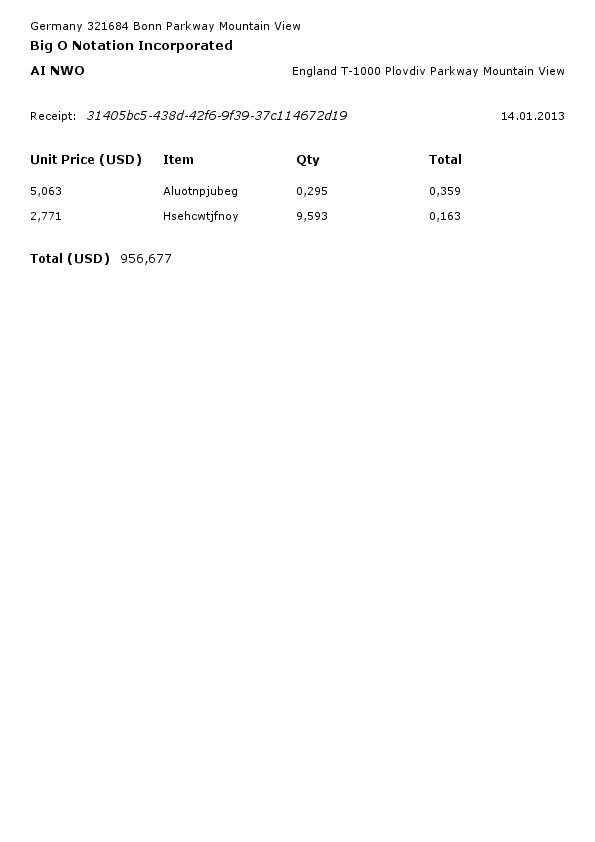 Germany 321684 Bonn Parkway Mountain View
Big O Notation Incorporated
AI NWO England T-1000 Plovdiv Parkway Mountain View
Receipt: 31405bc5-438d-42f6-9f39-37c114672d19 14.01.2013
Unit Price (USD) Item Qty Total
5,063 Aluotnpjubeg 0,295 0,359
2,771 Hsehcwtjfnoy 9,593 0,163
Total (USD) 956,677